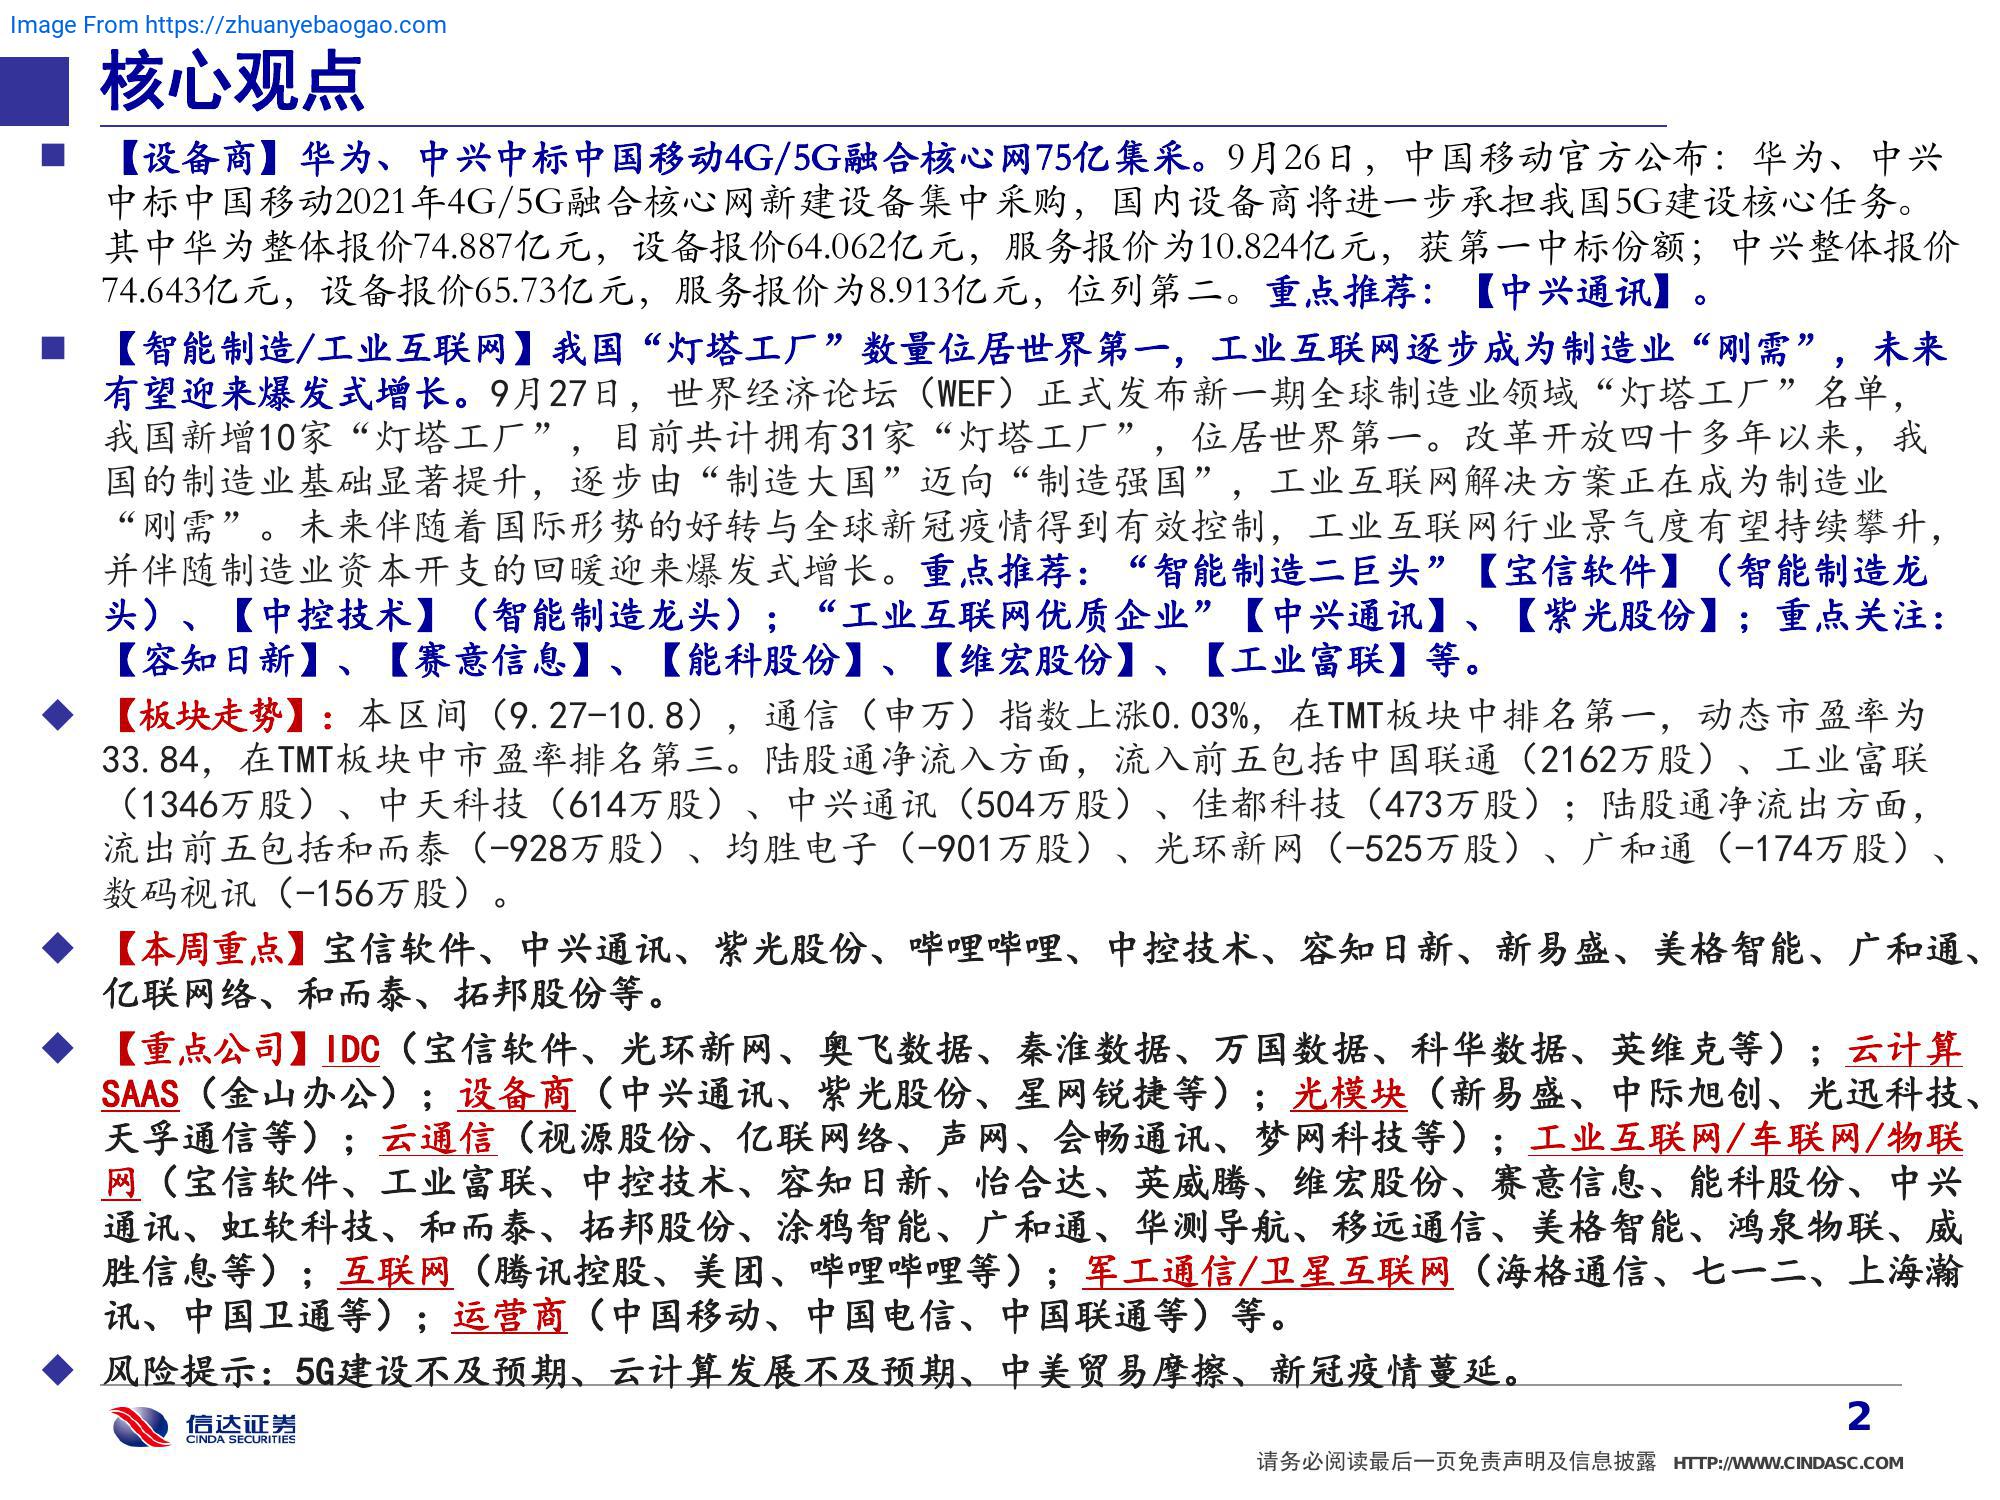 Image From https://zhuanyebaogao.com
核心观点
【设备商】华为、中兴中标中国移动4G/5G融合核心网75亿集采。9月26日，中国移动官方公布：华为、中兴
中标中国移动2021年4G/5G融合核心网新建设备集中采购，国内设备商将进一步承担我国5G建设核心任务。
其中华为整体报价74.887亿元，设备报价64.062亿元，服务报价为10.824亿元，获第一中标份额；中兴整体报价
74.643亿元，设备报价65.73亿元，服务报价为8.913亿元，位列第二。重点推荐：【中兴通讯】。
【智能制造/工业互联网】我国“灯塔工厂”数量位居世界第一，工业互联网逐步成为制造业“刚需”，未来
有望迎来爆发式增长。9月27日，世界经济论坛（WEF）正式发布新一期全球制造业领域“灯塔工厂”名单，
我国新增10家“灯塔工厂”，目前共计拥有31家“灯塔工厂”，位居世界第一。改革开放四十多年以来，我
国的制造业基础显著提升，逐步由“制造大国”迈向“制造强国”，工业互联网解决方案正在成为制造业
“刚需”。未来伴随着国际形势的好转与全球新冠疫情得到有效控制，工业互联网行业景气度有望持续攀升，
并伴随制造业资本开支的回暖迎来爆发式增长。重点推荐：“智能制造二巨头”【宝信软件】（智能制造龙
头）、【中控技术】（智能制造龙头）；“工业互联网优质企业”【中兴通讯】、【紫光股份】；重点关注：
【容知日新】、【赛意信息】、【能科股份】、【维宏股份】、【工业富联】等。
【板块走势】：本区间（9.27-10.8），通信（申万）指数上涨0.03%，在TMT板块中排名第一，动态市盈率为
33.84，在TMT板块中市盈率排名第三。陆股通净流入方面，流入前五包括中国联通（2162万股）、工业富联
（1346万股）、中天科技（614万股）、中兴通讯（504万股）、佳都科技（473万股）；陆股通净流出方面，
流出前五包括和而泰（-928万股）、均胜电子（-901万股）、光环新网（-525万股）、广和通（-174万股）、
数码视讯（-156万股）。
【本周重点】宝信软件、中兴通讯、紫光股份、哔哩哔哩、中控技术、容知日新、新易盛、美格智能、广和通、
亿联网络、和而泰、拓邦股份等。
【重点公司】IDC（宝信软件、光环新网、奥飞数据、秦淮数据、万国数据、科华数据、英维克等）；云计算
SAAS（金山办公）；设备商（中兴通讯、紫光股份、星网锐捷等）；光模块（新易盛、中际旭创、光迅科技、
天孚通信等）；云通信（视源股份、亿联网络、声网、会畅通讯、梦网科技等）；工业互联网/车联网/物联
网（宝信软件、工业富联、中控技术、容知日新、怡合达、英威腾、维宏股份、赛意信息、能科股份、中兴
通讯、虹软科技、和而泰、拓邦股份、涂鸦智能、广和通、华测导航、移远通信、美格智能、鸿泉物联、威
胜信息等）；互联网（腾讯控股、美团、哔哩哔哩等）；军工通信/卫星互联网（海格通信、七一二、上海瀚
讯、中国卫通等）；运营商（中国移动、中国电信、中国联通等）等。
风险提示：5G建设不及预期、云计算发展不及预期、中美贸易摩擦、新冠疫情蔓延。
信达证券
CINDA SECURITIES
2
请务必阅读最后一页免责声明及信息披露 HTTP://WWW.CINDASC.COM